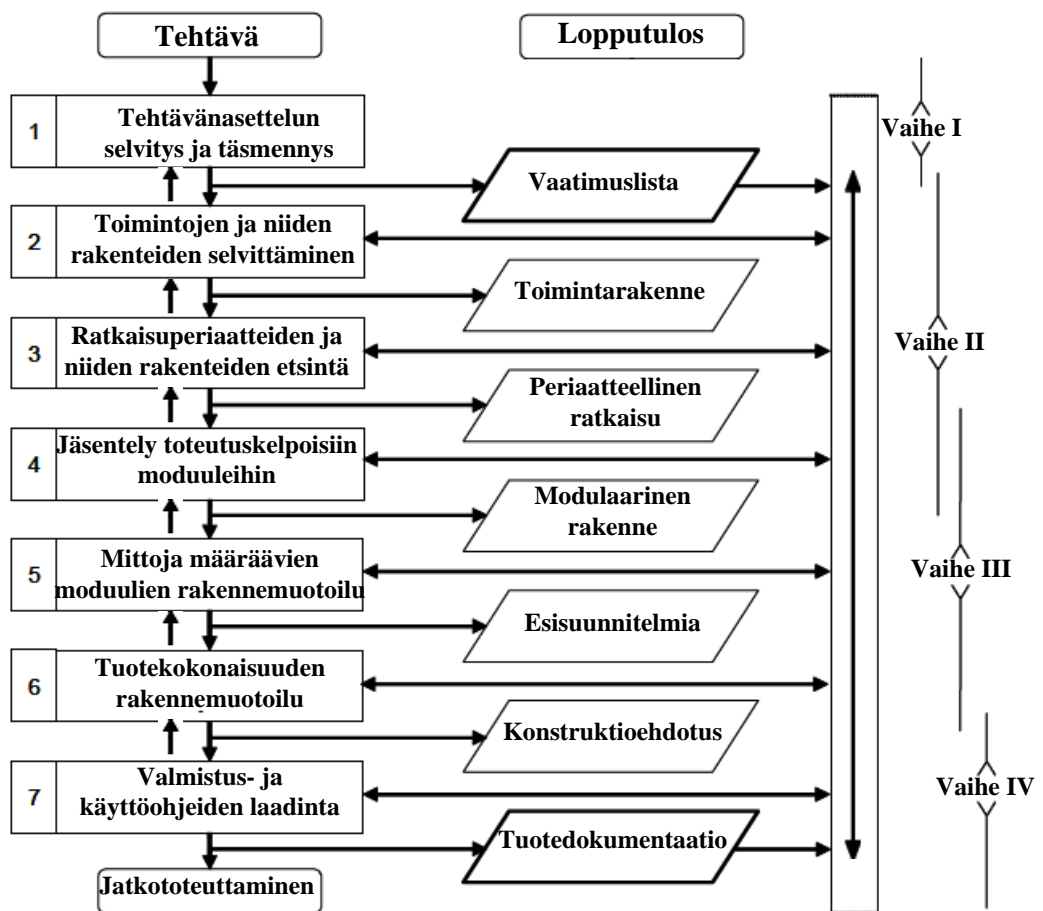 Tehtävä
Lopputulos
1
Tehtävänasettelun
selvitys ja täsmennys
Vaihe I
Vaatimuslista
2
Toimintojen ja niiden
rakenteiden selvittäminen
Toimintarakenne
3
Ratkaisuperiaatteiden ja
niiden rakenteiden etsintä
Vaihe II
Periaatteellinen
ratkaisu
4
Jäsentely toteutuskelpoisiin
moduuleihin
Modulaarinen
rakenne
5
Mittoja määräävien
moduulien rakennemuotoilu
Vaihe III
Esisuunnitelmia
6
Tuotekokonaisuuden
rakennemuotoilu
Konstruktioehdotus
7
Valmistus- ja
käyttöohjeiden laadinta
Vaihe IV
Tuotedokumentaatio
Jatkototeuttaminen